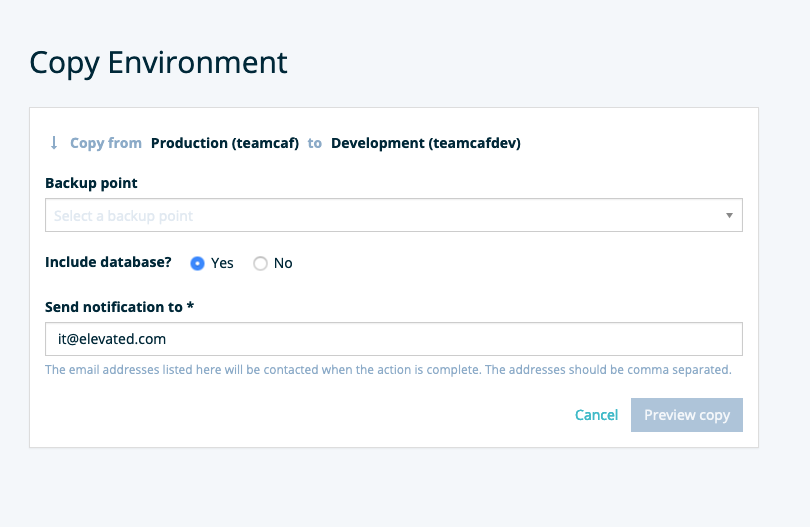 Copy Environment
Copy from Production (teamcaf) to Development (teamcafdev)
Backup point
Select a backup point
Include database? Yes No
Send notification to *
it@elevated.com
The email addresses listed here will be contacted when the action is complete. The addresses should be comma separated.
Cancel Preview copy